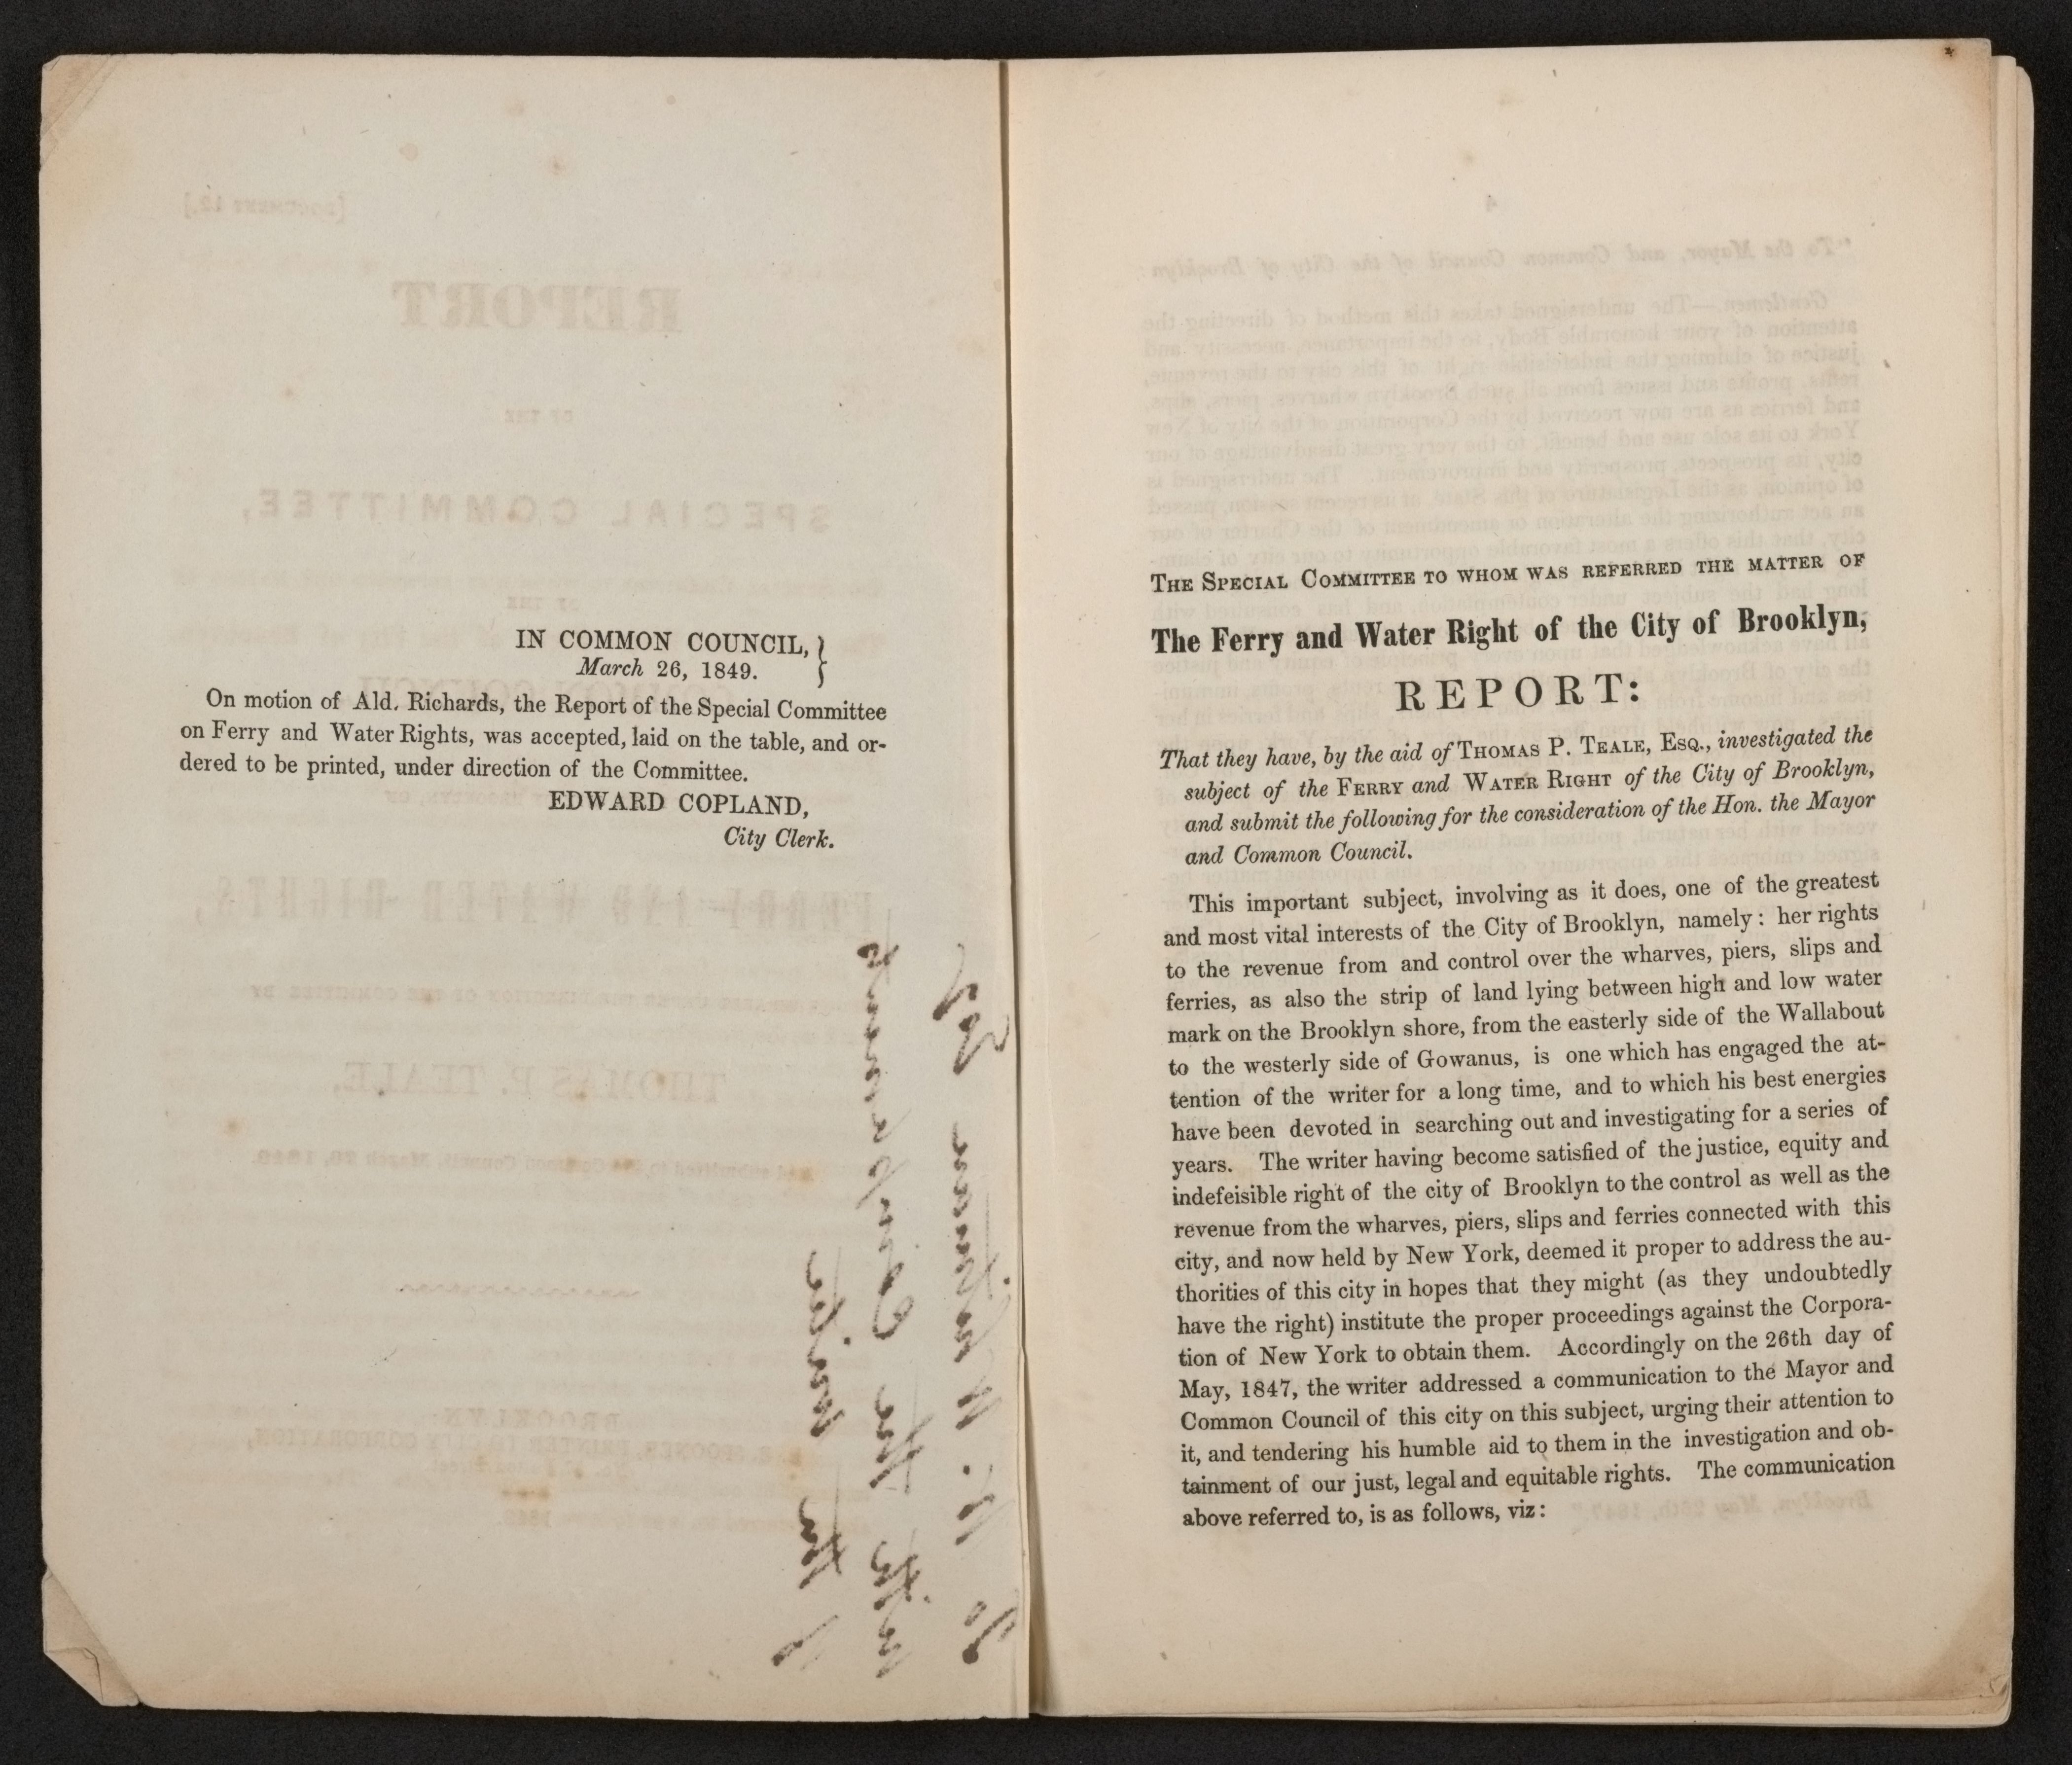 IN COMMON COUNCIL, }
March 26, 1849.
On motion of Ald. Richards, the Report of the Special Committee
on Ferry and Water Rights, was accepted, laid on the table, and or-
dered to be printed, under direction of the Committee.
EDWARD COPLAND,
City Clerk.
THE SPECIAL COMMITTEE TO WHOM WAS REFERRED THE MATTER OF
The Ferry and Water Right of the City of Brooklyn,
REPORT:
That they have, by the aid of THOMAS P. TEALE, ESQ., investigated the
subject of the FERRY and WATER RIGHT of the City of Brooklyn,
and submit the following for the consideration of the Hon. the Mayor
and Common Council.
This important subject, involving as it does, one of the greatest
and most vital interests of the City of Brooklyn, namely: her rights
to the revenue from and control over the wharves, piers, slips and
ferries, as also the strip of land lying between high and low water
mark on the Brooklyn shore, from the easterly side of the Wallabout
to the westerly side of Gowanus, is one which has engaged the at-
tention of the writer for a long time, and to which his best energies
have been devoted in searching out and investigating for a series of
years. The writer having become satisfied of the justice, equity and
indefeisible right of the city of Brooklyn to the control as well as the
revenue from the wharves, piers, slips and ferries connected with this
city, and now held by New York, deemed it proper to address the au-
thorities of this city in hopes that they might (as they undoubtedly
have the right) institute the proper proceedings against the Corpora-
tion of New York to obtain them. Accordingly on the 26th day of
May, 1847, the writer addressed a communication to the Mayor and
Common Council of this city on this subject, urging their attention to
it, and tendering his humble aid to them in the investigation and ob-
tainment of our just, legal and equitable rights. The communication
above referred to, is as follows, viz: